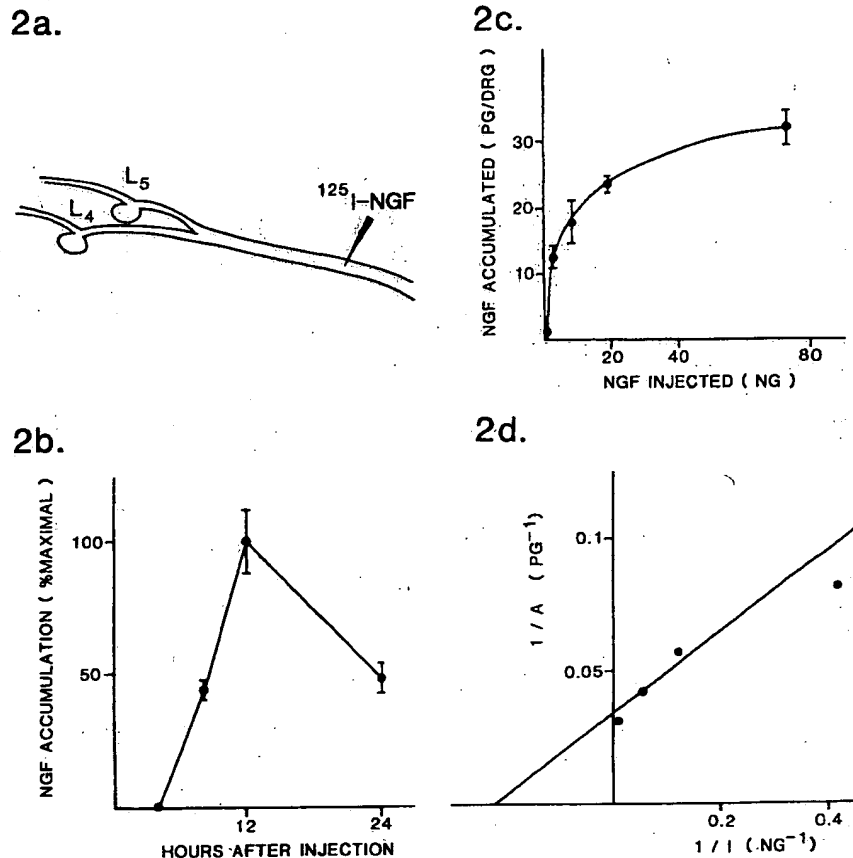 2a.
L5
L4
125I-NGF
2c.
NGF ACCUMULATED ( PG/DRG )
30
20
10
20 40 80
NGF INJECTED ( NG )
2b.
NGF ACCUMULATION ( %MAXIMAL )
100
50
12 24
HOURS AFTER INJECTION
2d.
1 / A ( PG⁻¹ )
0.1
0.05
0.2 0.4
1 / I ( NG⁻¹ )